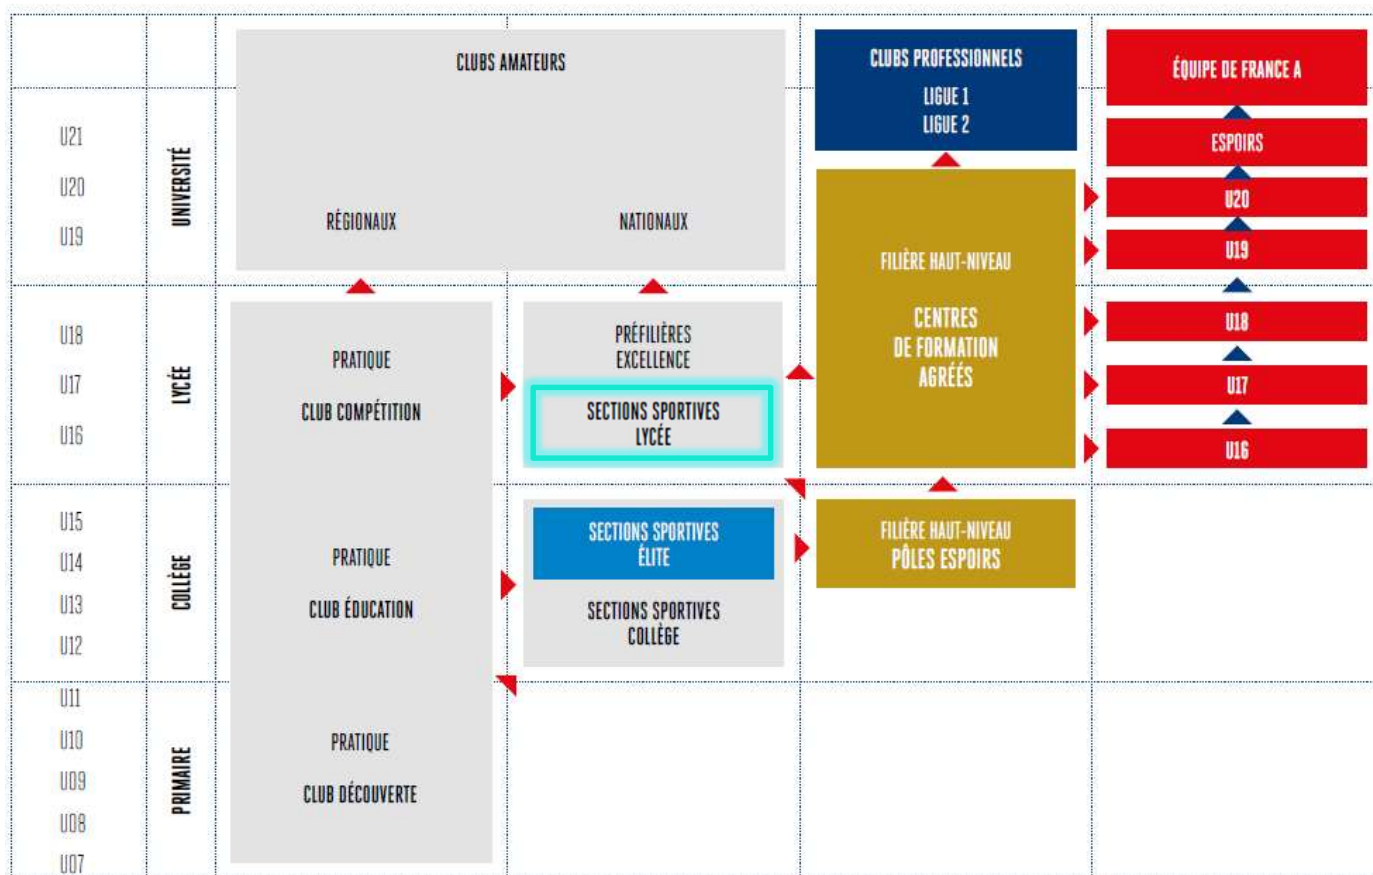 CLUBS AMATEURS
RÉGIONAUX
NATIONAUX
CLUBS PROFESSIONNELS
LIGUE 1
LIGUE 2
ÉQUIPE DE FRANCE A
ESPOIRS
U20
U19
U18
U17
U16
U21
U20
U19
UNIVERSITÉ
FILIÈRE HAUT-NIVEAU
CENTRES
DE FORMATION
AGRÉÉS
U18
U17
U16
LYCÉE
PRATIQUE
CLUB COMPÉTITION
PRÉFILIÈRES
EXCELLENCE
SECTIONS SPORTIVES
LYCÉE
U15
U14
U13
U12
COLLÈGE
PRATIQUE
CLUB ÉDUCATION
SECTIONS SPORTIVES
ÉLITE
SECTIONS SPORTIVES
COLLÈGE
FILIÈRE HAUT-NIVEAU
PÔLES ESPOIRS
U11
U10
U09
U08
U07
PRIMAIRE
PRATIQUE
CLUB DÉCOUVERTE